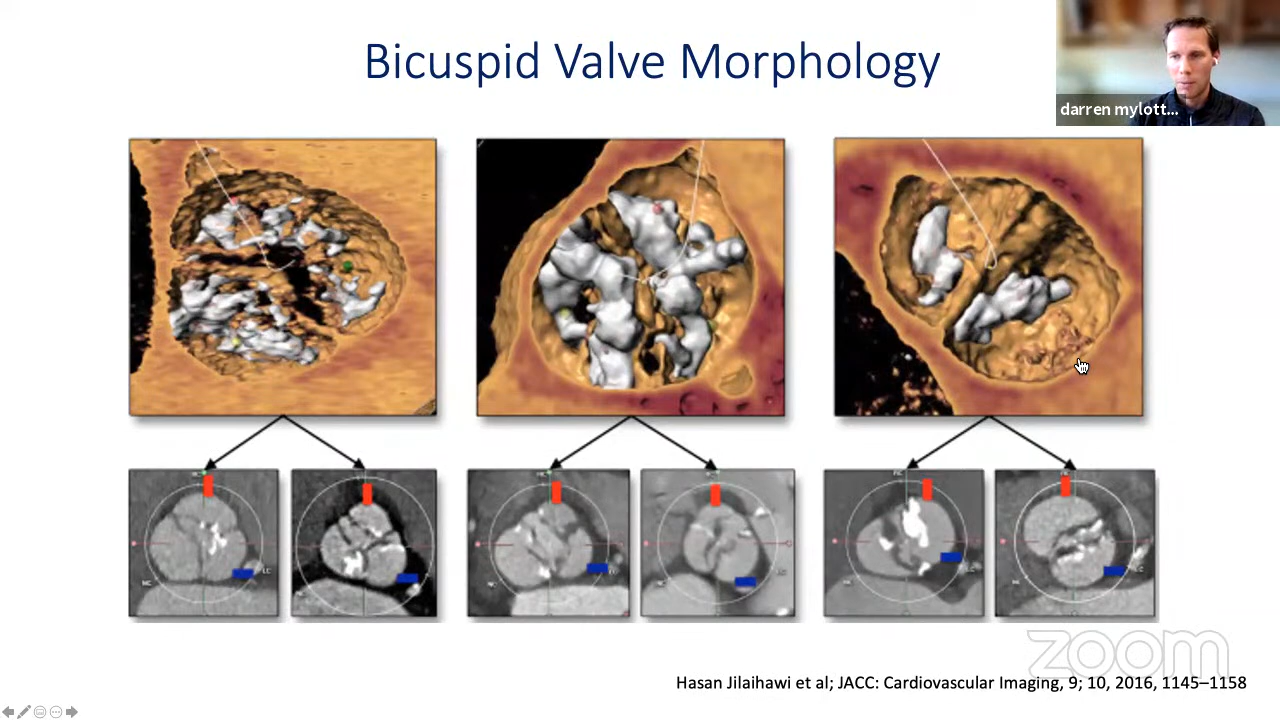 Bicuspid Valve Morphology
darren mylott...
zoom
Hasan Jilaihawi et al; JACC: Cardiovascular Imaging, 9; 10, 2016, 1145–1158